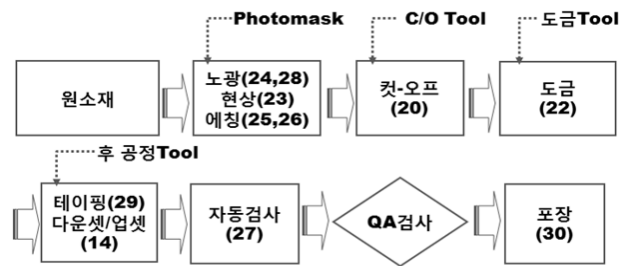 Photomask
C/O Tool
도금Tool
원소재
노광(24,28)
현상(23)
에칭(25,26)
컷-오프
(20)
도금
(22)
후 공정Tool
테이핑(29)
다운셋/업셋
(14)
자동검사
(27)
QA검사
포장
(30)